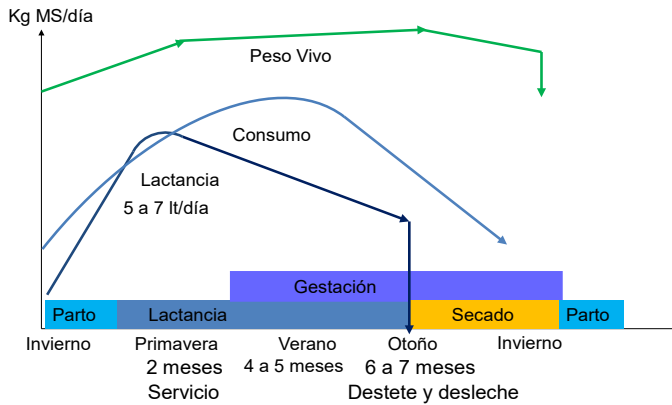 Kg MS/día
Peso Vivo
Consumo
Lactancia
5 a 7 lt/día
Gestación
Parto
Lactancia
Secado
Parto
Invierno
Primavera
Verano
Otoño
Invierno
2 meses
4 a 5 meses
6 a 7 meses
Servicio
Destete y desleche